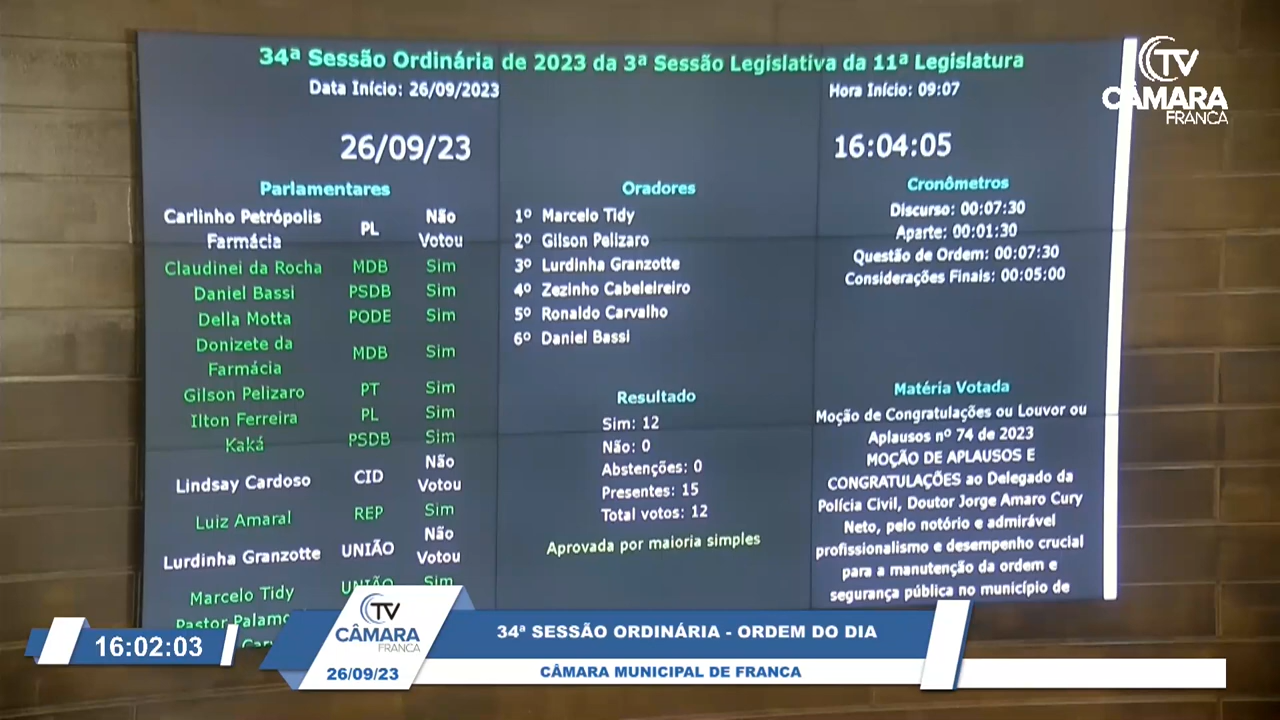 34ª Sessão Ordinária de 2023 da 3ª Sessão Legislativa da 11ª Legislatura
Data Início: 26/09/2023
Hora Início: 09:07
26/09/23
16:04:05
TV
CÂMARA
FRANCA
Parlamentares
Carlinho Petrópolis Farmácia PL Não Votou
Claudinei da Rocha MDB Sim
Daniel Bassi PSDB Sim
Della Motta PODE Sim
Donizete da Farmácia MDB Sim
Gilson Pelizaro PT Sim
Ilton Ferreira PL Sim
Kaká PSDB Sim
Lindsay Cardoso CID Não Votou
Luiz Amaral REP Sim
Lurdinha Granzotte UNIÃO Não Votou
Marcelo Tidy UNIÃO Sim
Pastor
Oradores
1º Marcelo Tidy
2º Gilson Pelizaro
3º Lurdinha Granzotte
4º Zezinho Cabeleireiro
5º Ronaldo Carvalho
6º Daniel Bassi
Resultado
Sim: 12
Não: 0
Abstenções: 0
Presentes: 15
Total votos: 12
Aprovada por maioria simples
Cronômetros
Discurso: 00:07:30
Aparte: 00:01:30
Questão de Ordem: 00:07:30
Considerações Finais: 00:05:00
Matéria Votada
Moção de Congratulações ou Louvor ou
Aplausos nº 74 de 2023
MOÇÃO DE APLAUSOS E
CONGRATULAÇÕES ao Delegado da
Polícia Civil, Doutor Jorge Amaro Cury
Neto, pelo notório e admirável
profissionalismo e desempenho crucial
para a manutenção da ordem e
segurança pública no município de
16:02:03
TV
CÂMARA
FRANCA
26/09/23
34ª SESSÃO ORDINÁRIA - ORDEM DO DIA
CÂMARA MUNICIPAL DE FRANCA